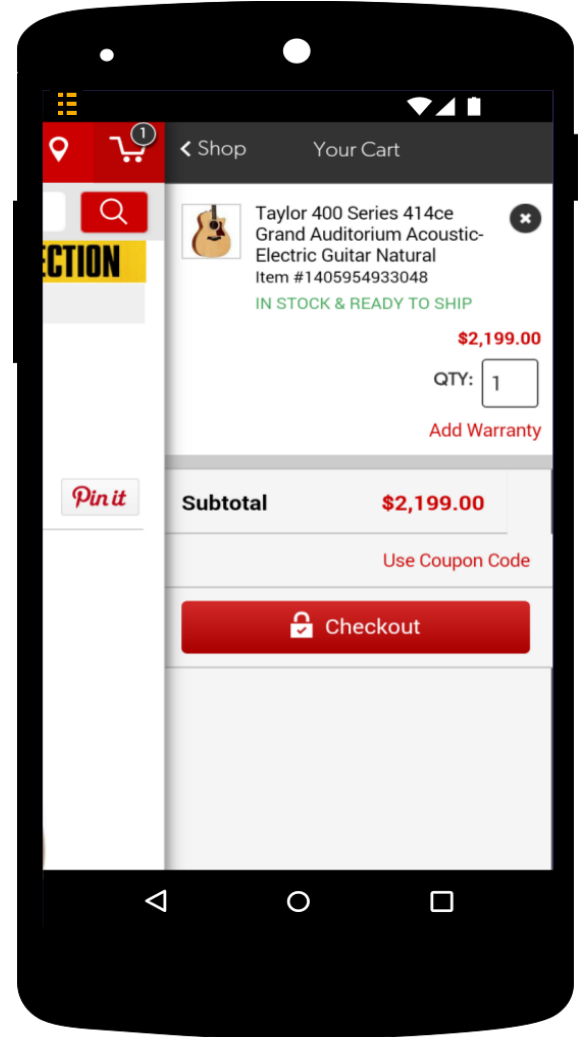 1
Shop
Your Cart
ECTION
Taylor 400 Series 414ce
Grand Auditorium Acoustic-
Electric Guitar Natural
Item #1405954933048
IN STOCK & READY TO SHIP
$2,199.00
QTY: 1
Add Warranty
Pin it
Subtotal $2,199.00
Use Coupon Code
Checkout